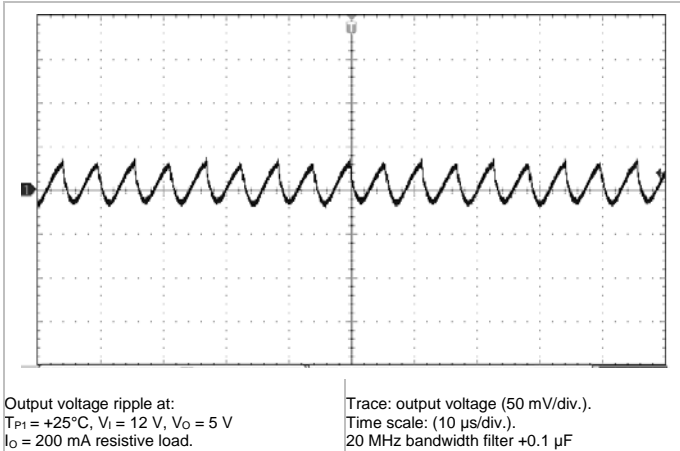 T
1
Output voltage ripple at:
TP1 = +25°C, VI = 12 V, VO = 5 V
IO = 200 mA resistive load.
Trace: output voltage (50 mV/div.).
Time scale: (10 µs/div.).
20 MHz bandwidth filter +0.1 µF